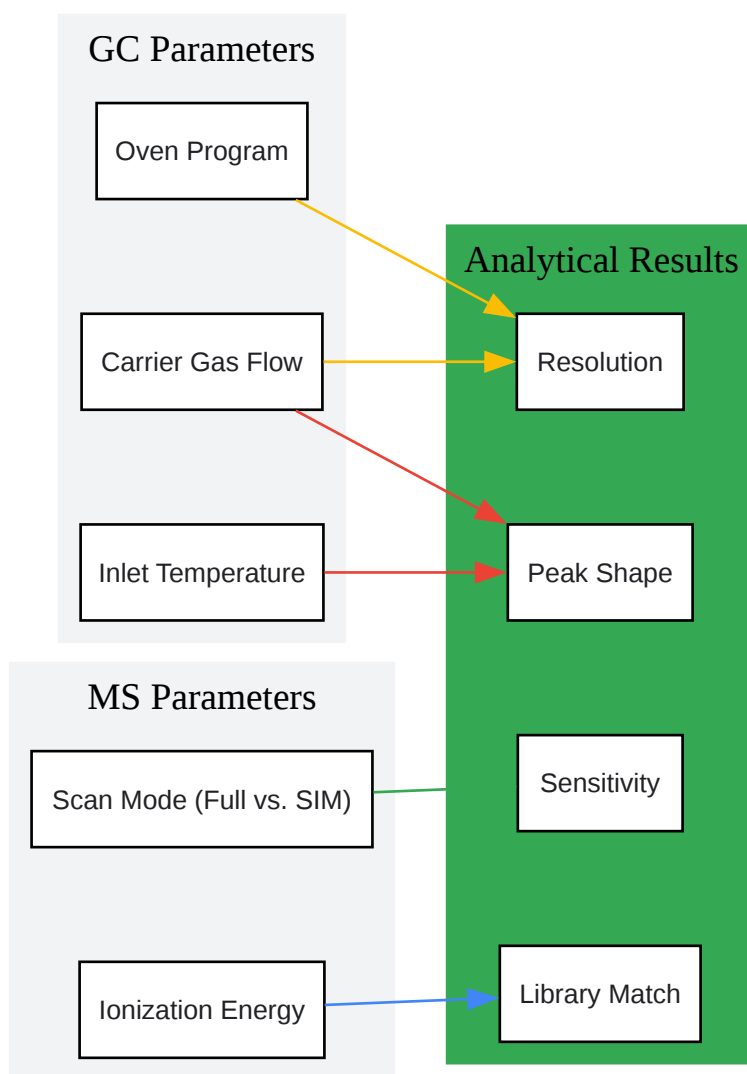 GC Parameters
Oven Program
Carrier Gas Flow
Inlet Temperature
MS Parameters
Scan Mode (Full vs. SIM)
Ionization Energy
Analytical Results
Resolution
Peak Shape
Sensitivity
Library Match